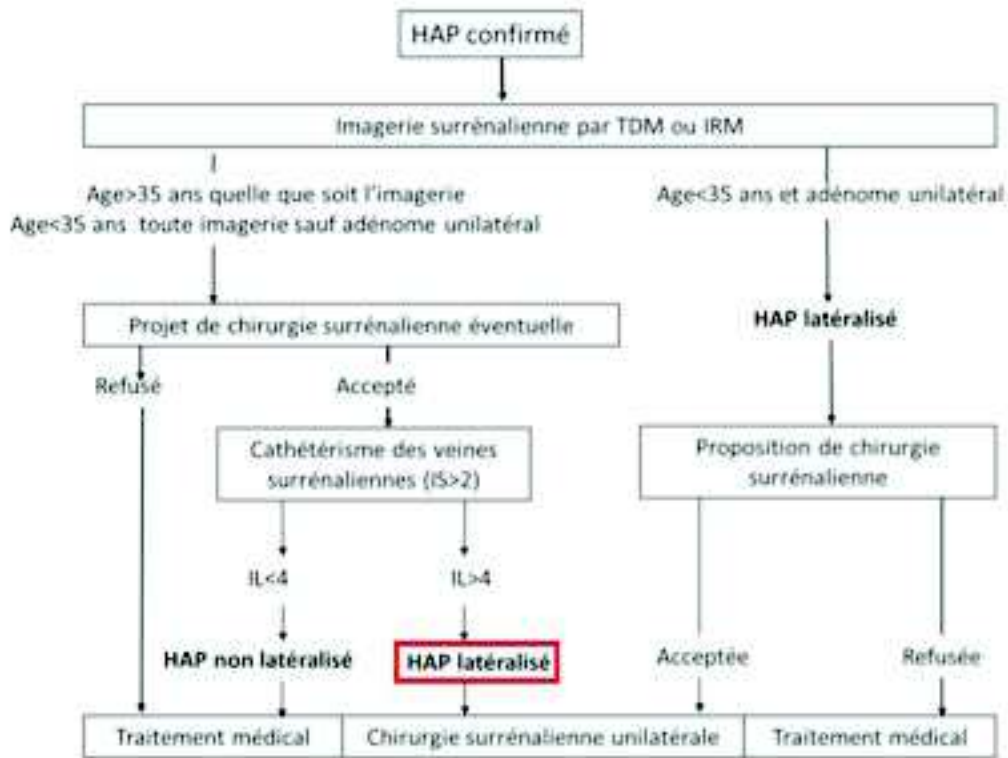 HAP confirmé
Imagerie surrénalienne par TDM ou IRM
Age>35 ans quelle que soit l'imagerie
Age<35 ans toute imagerie sauf adénome unilatéral
Age<35 ans et adénome unilatéral
Projet de chirurgie surrénalienne éventuelle
HAP latéralisé
Refusé
Accepté
Cathétérisme des veines
surrénaliennes (IS>2)
Proposition de chirurgie
surrénalienne
IL<4
IL>4
HAP non latéralisé
HAP latéralisé
Acceptée
Refusée
Traitement médical
Chirurgie surrénalienne unilatérale
Traitement médical